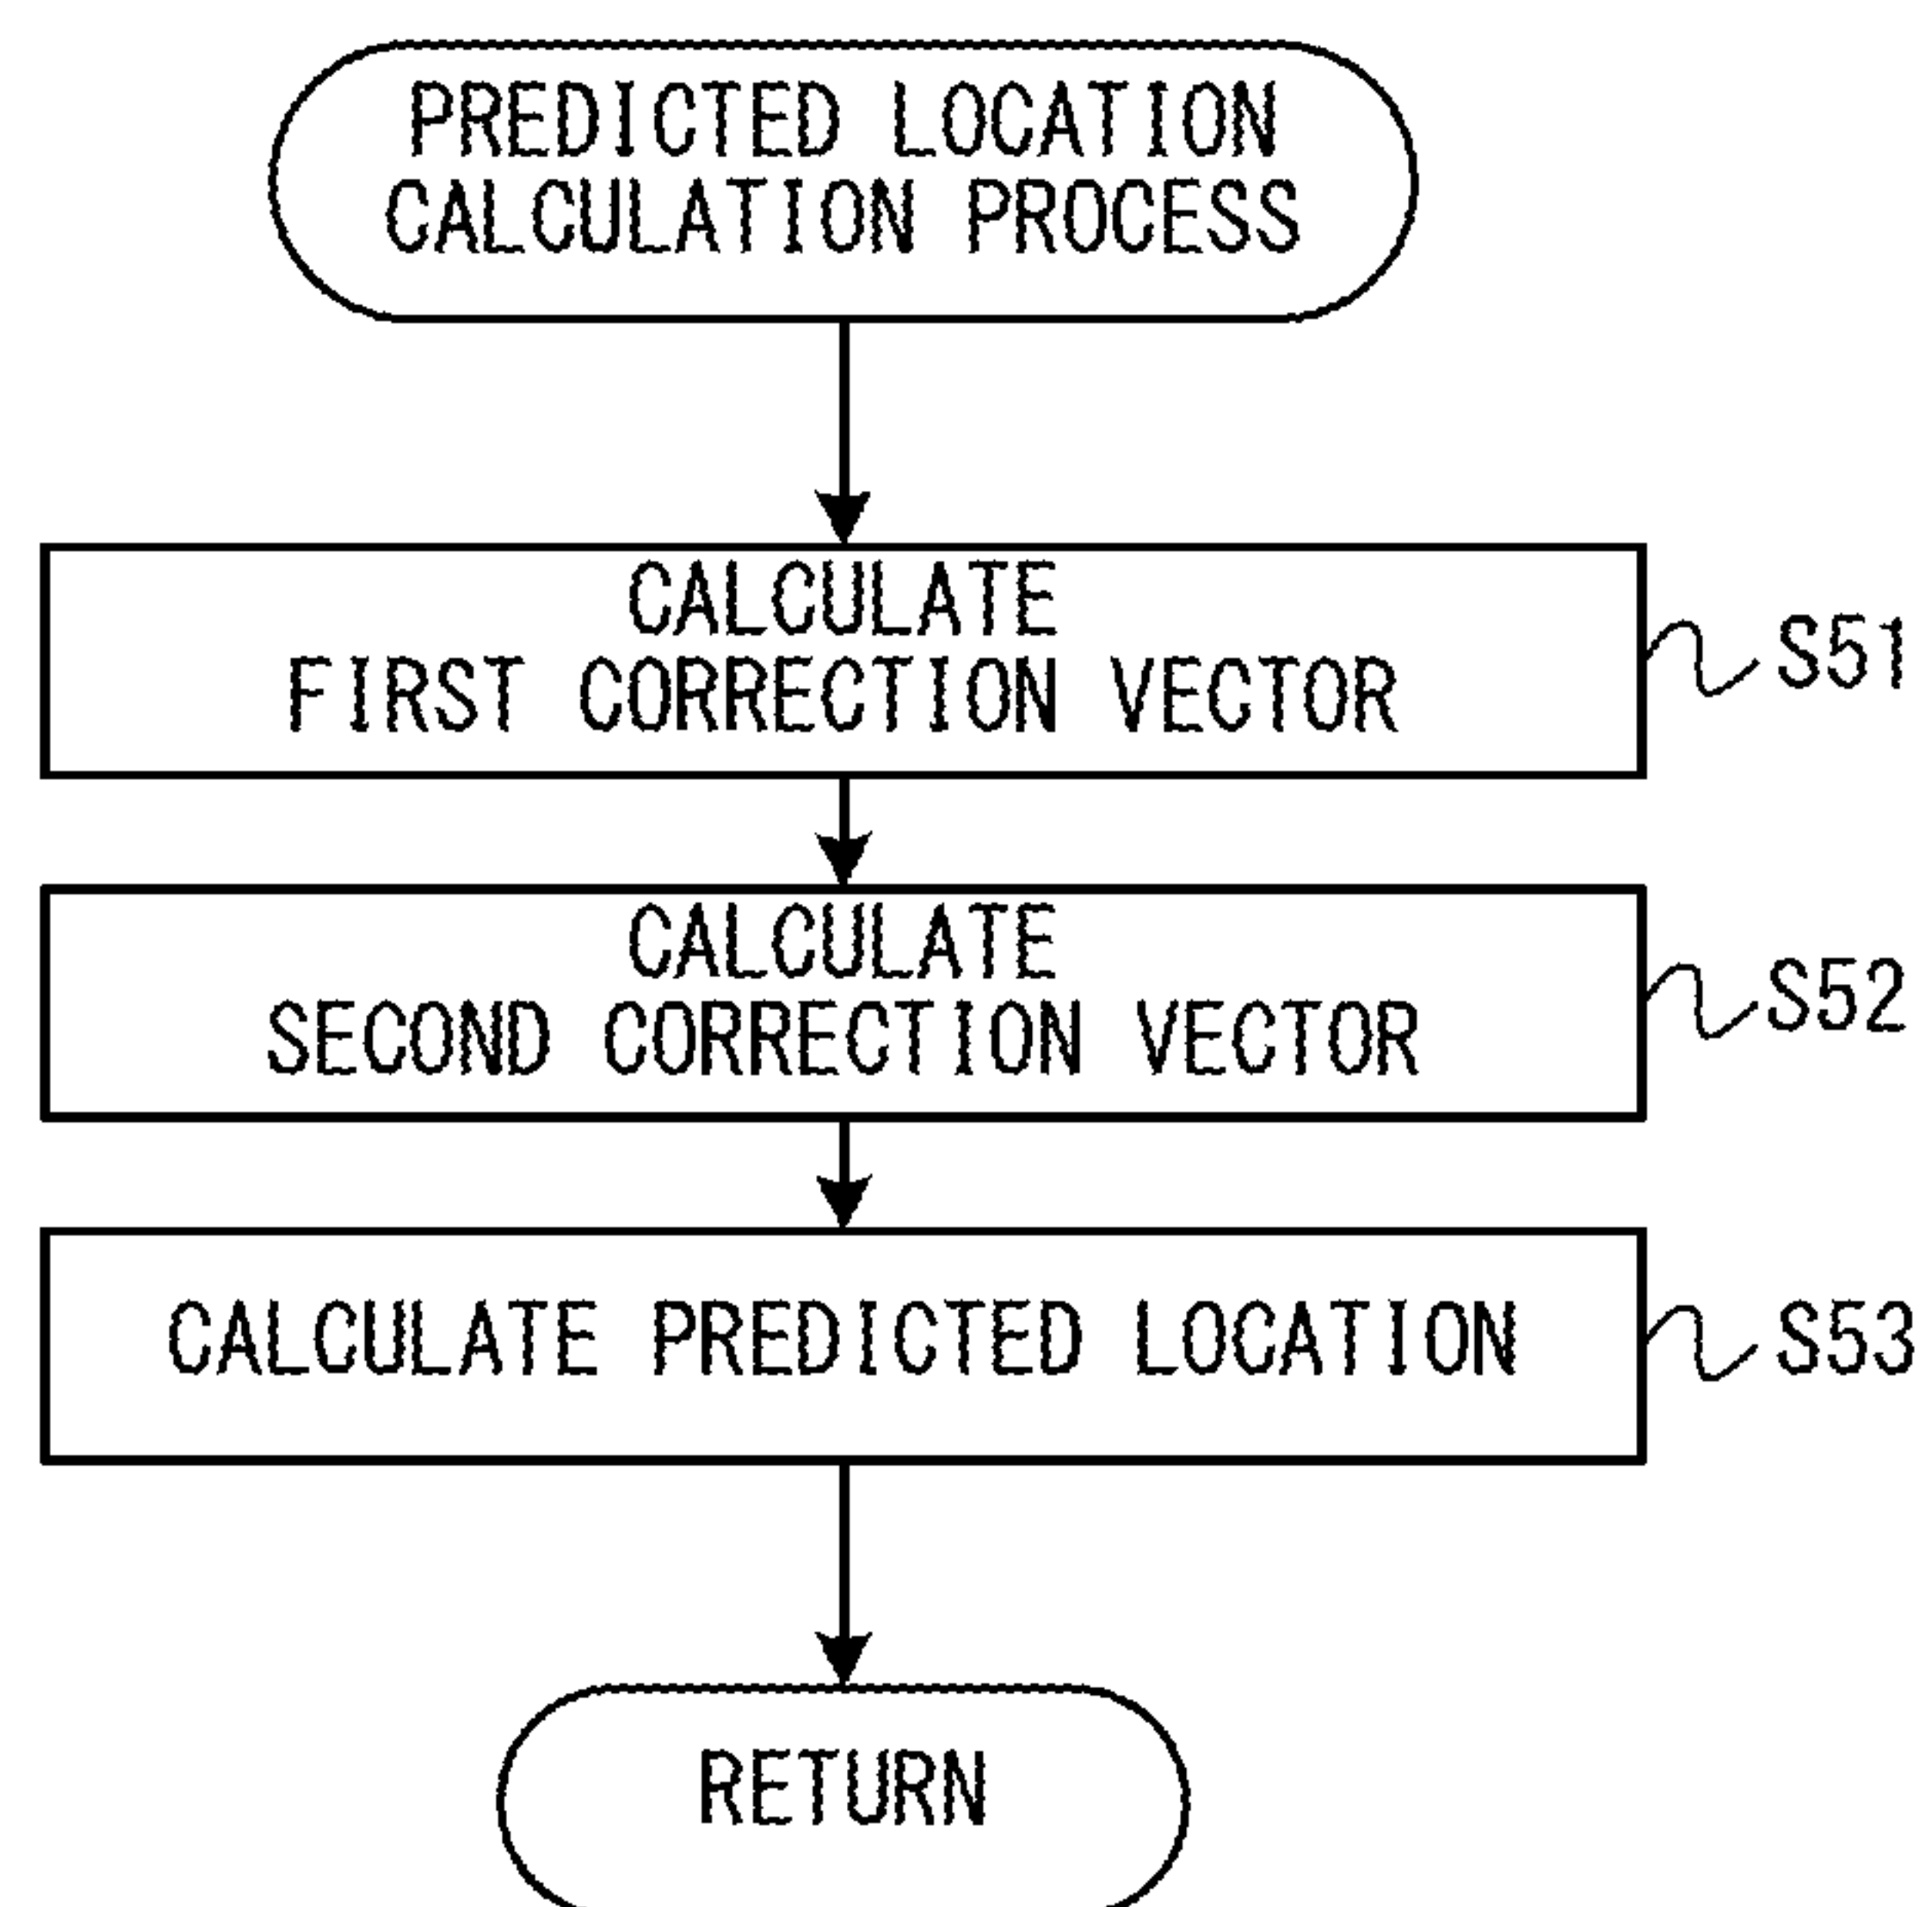 PREDICTED LOCATION
CALCULATION PROCESS
CALCULATE
FIRST CORRECTION VECTOR
S51
CALCULATE
SECOND CORRECTION VECTOR
S52
CALCULATE PREDICTED LOCATION
S53
RETURN